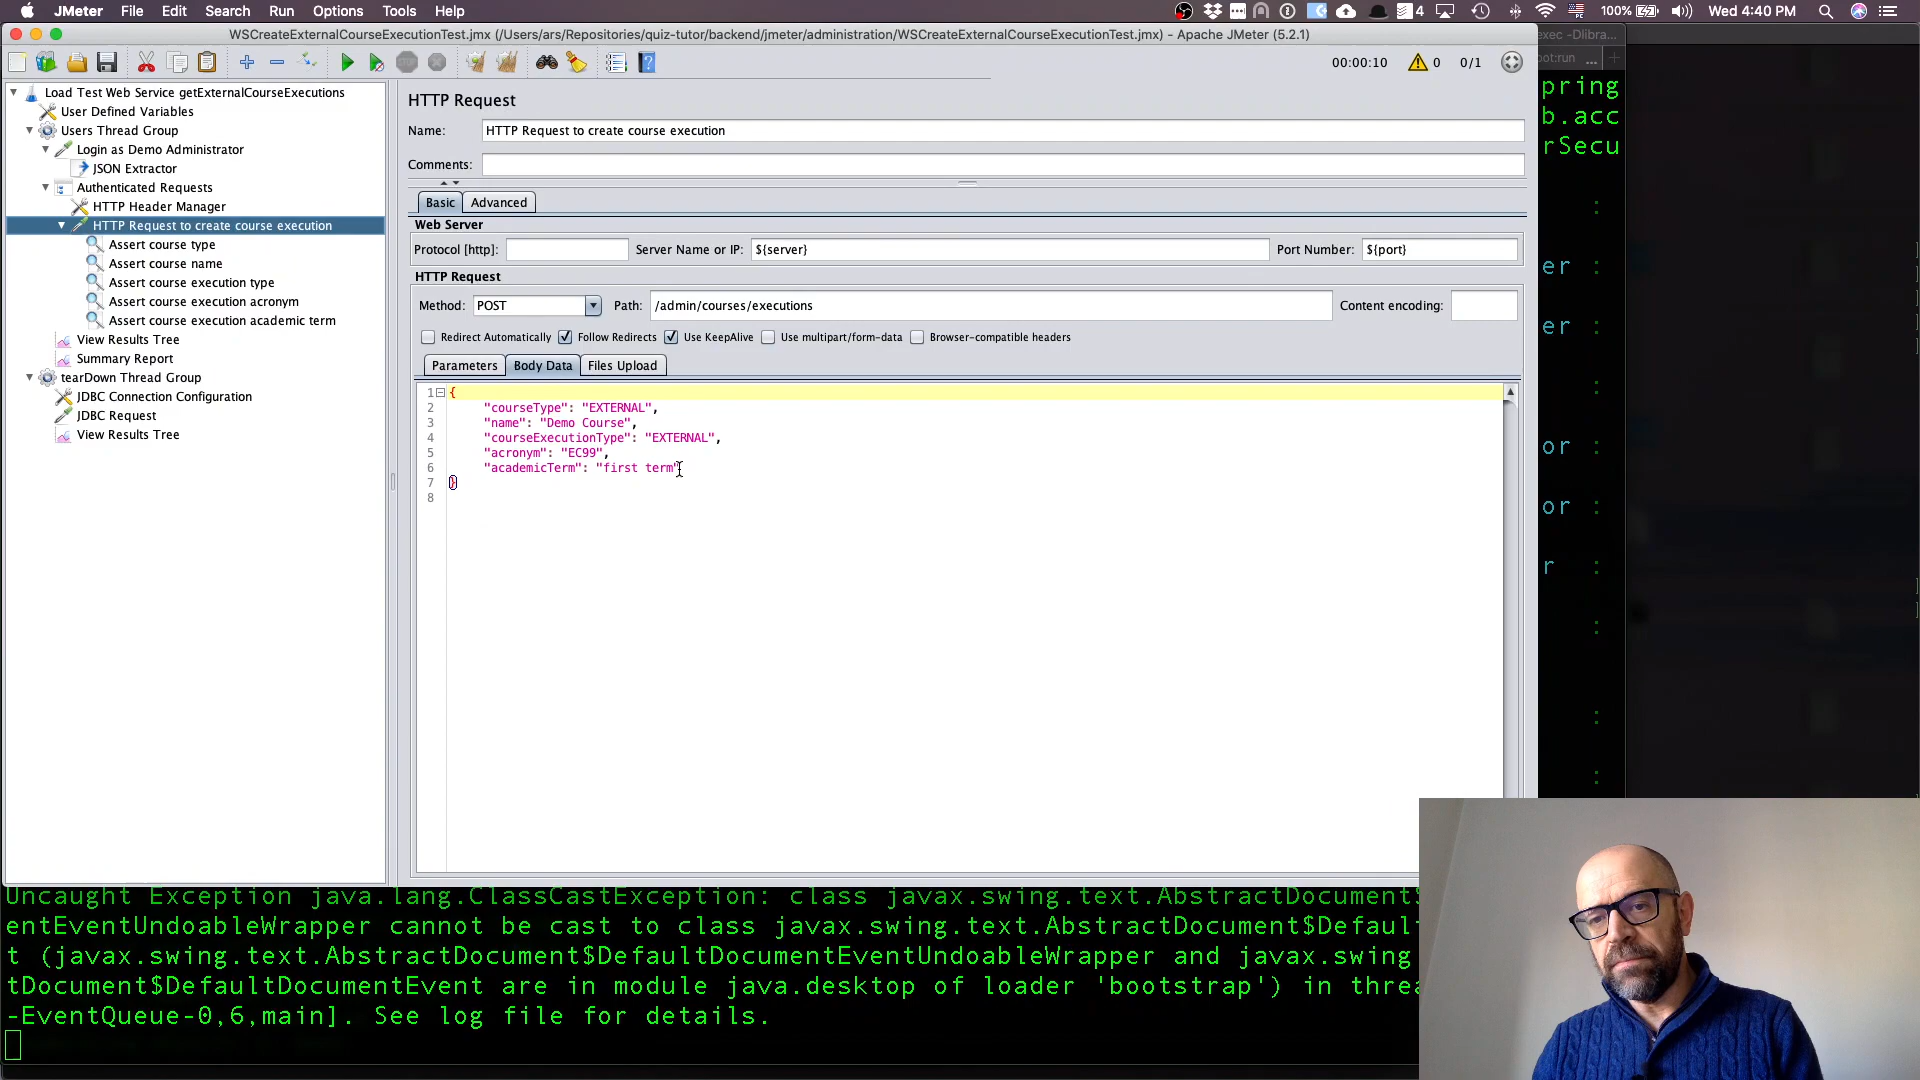 JMeter File Edit Search Run Options Tools Help
4 100% Wed 4:40 PM
WSCreateExternalCourseExecutionTest.jmx (/Users/ars/Repositories/quiz-tutor/backend/jmeter/administration/WSCreateExternalCourseExecutionTest.jmx) - Apache JMeter (5.2.1)
00:00:10 0 0/1
Load Test Web Service getExternalCourseExecutions
User Defined Variables
Users Thread Group
Login as Demo Administrator
JSON Extractor
Authenticated Requests
HTTP Header Manager
HTTP Request to create course execution
Assert course type
Assert course name
Assert course execution type
Assert course execution acronym
Assert course execution academic term
View Results Tree
Summary Report
tearDown Thread Group
JDBC Connection Configuration
JDBC Request
View Results Tree
HTTP Request
Name: HTTP Request to create course execution
Comments:
Basic Advanced
Web Server
Protocol [http]: Server Name or IP: ${server} Port Number: ${port}
HTTP Request
Method: POST Path: /admin/courses/executions Content encoding:
Redirect Automatically Follow Redirects Use KeepAlive Use multipart/form-data Browser-compatible headers
Parameters Body Data Files Upload
1 {
2 "courseType": "EXTERNAL",
3 "name": "Demo Course",
4 "courseExecutionType": "EXTERNAL",
5 "acronym": "EC99",
6 "academicTerm": "first term"
7 }
8
exec -Dlibra...
ot:run ...
pring
b.acc
rSecu
:
er :
er :
:
or :
or :
r :
:
:
:
Uncaught Exception java.lang.ClassCastException: class javax.swing.text.AbstractDocument$
entEventUndoableWrapper cannot be cast to class javax.swing.text.AbstractDocument$Defaul
t (javax.swing.text.AbstractDocument$DefaultDocumentEventUndoableWrapper and javax.swing
tDocument$DefaultDocumentEvent are in module java.desktop of loader 'bootstrap') in threa
-EventQueue-0,6,main]. See log file for details.